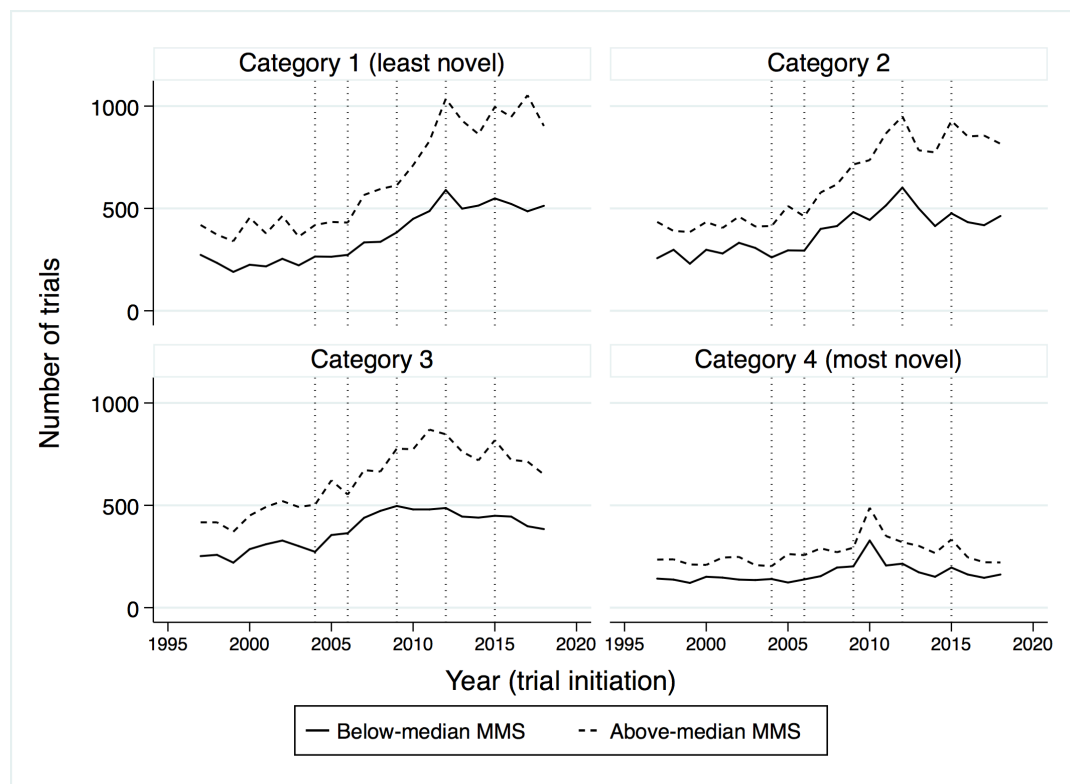 Category 1 (least novel)
Category 2
1000
500
0
Category 3
Category 4 (most novel)
1000
500
0
Number of trials
1995 2000 2005 2010 2015 2020
1995 2000 2005 2010 2015 2020
Year (trial initiation)
Below-median MMS
Above-median MMS